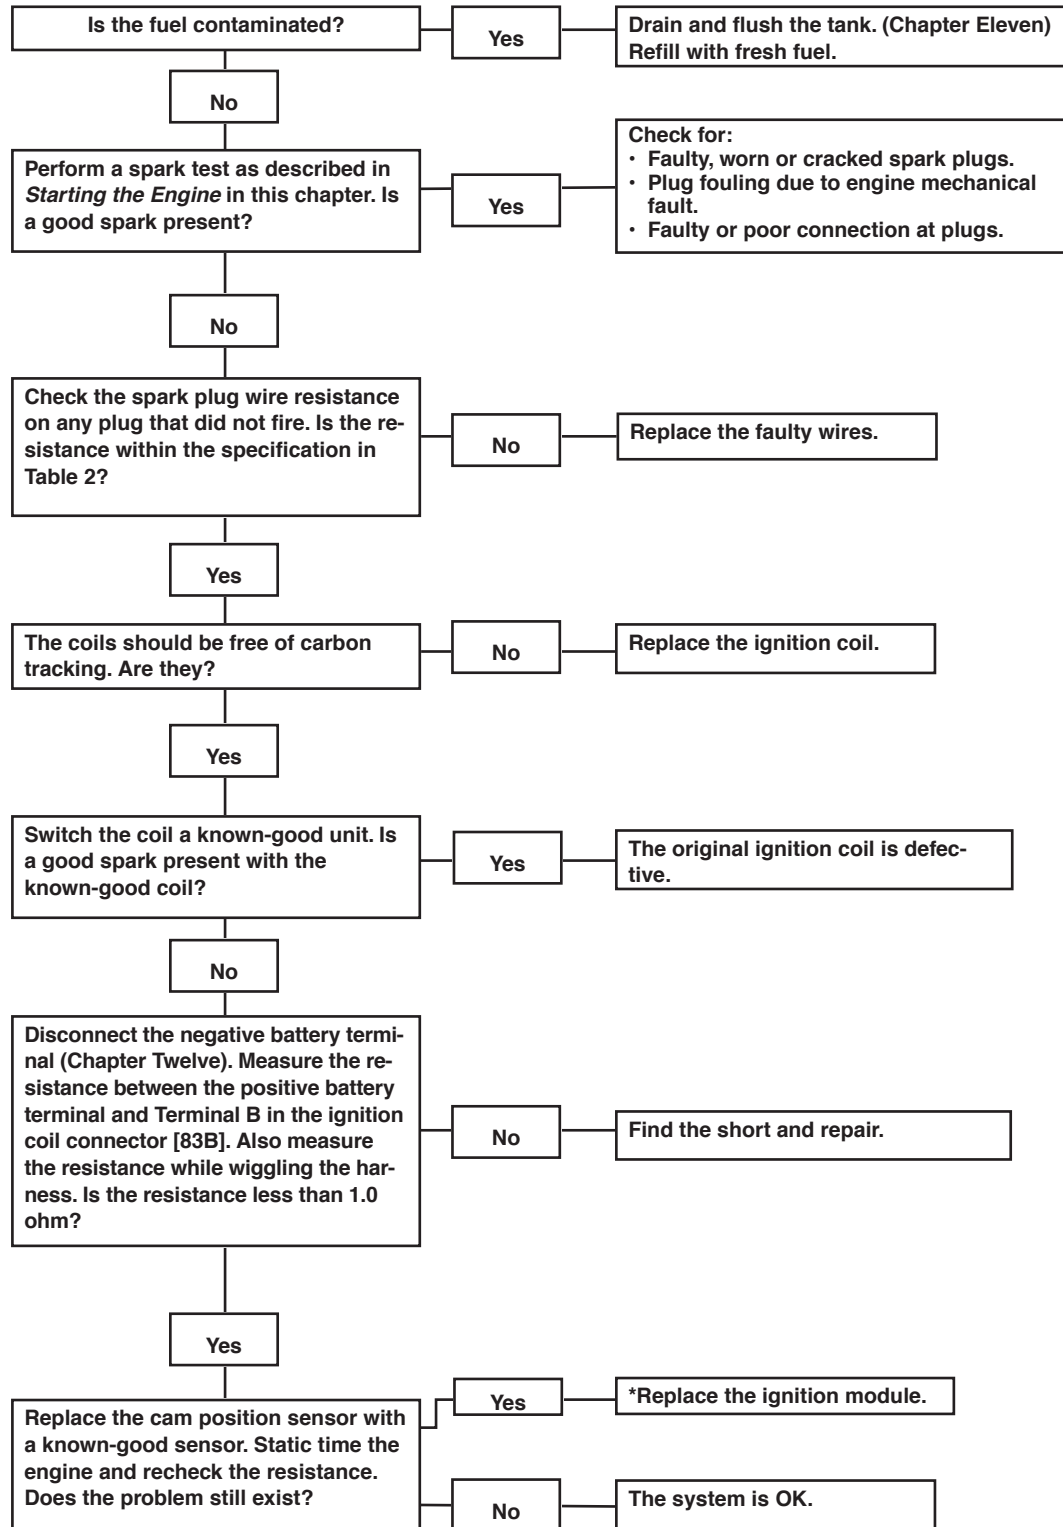 Is the fuel contaminated?
Yes
Drain and flush the tank. (Chapter Eleven)
Refill with fresh fuel.
No
Perform a spark test as described in
Starting the Engine in this chapter. Is
a good spark present?
Yes
Check for:
• Faulty, worn or cracked spark plugs.
• Plug fouling due to engine mechanical
fault.
• Faulty or poor connection at plugs.
No
Check the spark plug wire resistance
on any plug that did not fire. Is the re-
sistance within the specification in
Table 2?
No
Replace the faulty wires.
Yes
The coils should be free of carbon
tracking. Are they?
No
Replace the ignition coil.
Yes
Switch the coil a known-good unit. Is
a good spark present with the
known-good coil?
Yes
The original ignition coil is defec-
tive.
No
Disconnect the negative battery termi-
nal (Chapter Twelve). Measure the re-
sistance between the positive battery
terminal and Terminal B in the ignition
coil connector [83B]. Also measure
the resistance while wiggling the har-
ness. Is the resistance less than 1.0
ohm?
No
Find the short and repair.
Yes
Replace the cam position sensor with
a known-good sensor. Static time the
engine and recheck the resistance.
Does the problem still exist?
Yes
*Replace the ignition module.
No
The system is OK.